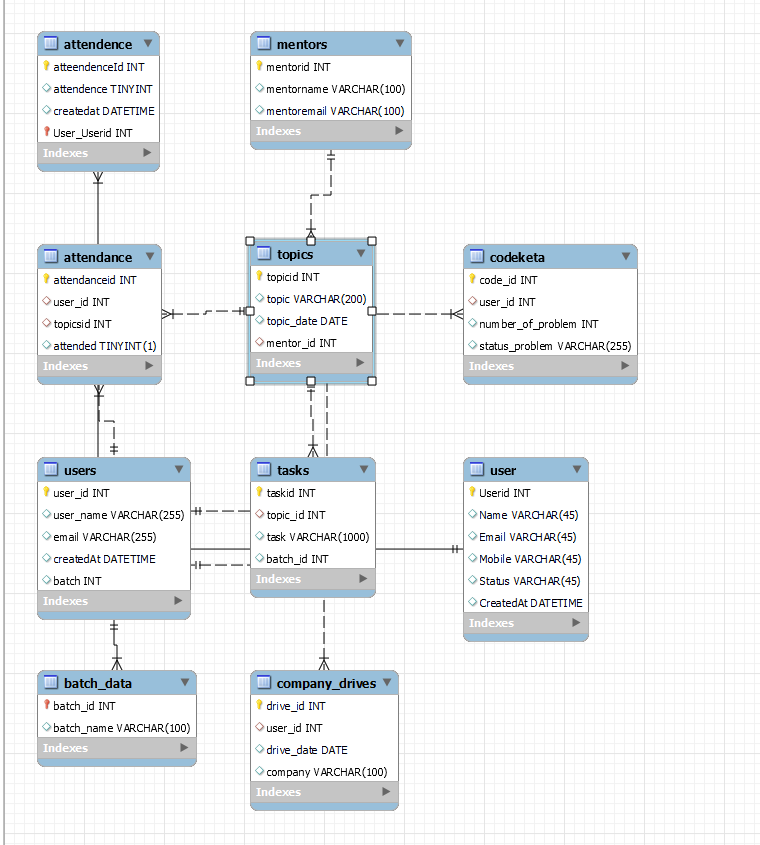 attendence
atteendenceId INT
attendence TINYINT
createdat DATETIME
User_Userid INT
Indexes
mentors
mentorid INT
mentorname VARCHAR(100)
mentoremail VARCHAR(100)
Indexes
attendance
attendanceid INT
user_id INT
topicsid INT
attended TINYINT(1)
Indexes
topics
topicid INT
topic VARCHAR(200)
topic_date DATE
mentor_id INT
Indexes
codeketa
code_id INT
user_id INT
number_of_problem INT
status_problem VARCHAR(255)
Indexes
users
user_id INT
user_name VARCHAR(255)
email VARCHAR(255)
createdAt DATETIME
batch INT
Indexes
tasks
taskid INT
topic_id INT
task VARCHAR(1000)
batch_id INT
Indexes
user
Userid INT
Name VARCHAR(45)
Email VARCHAR(45)
Mobile VARCHAR(45)
Status VARCHAR(45)
CreatedAt DATETIME
Indexes
batch_data
batch_id INT
batch_name VARCHAR(100)
Indexes
company_drives
drive_id INT
user_id INT
drive_date DATE
company VARCHAR(100)
Indexes